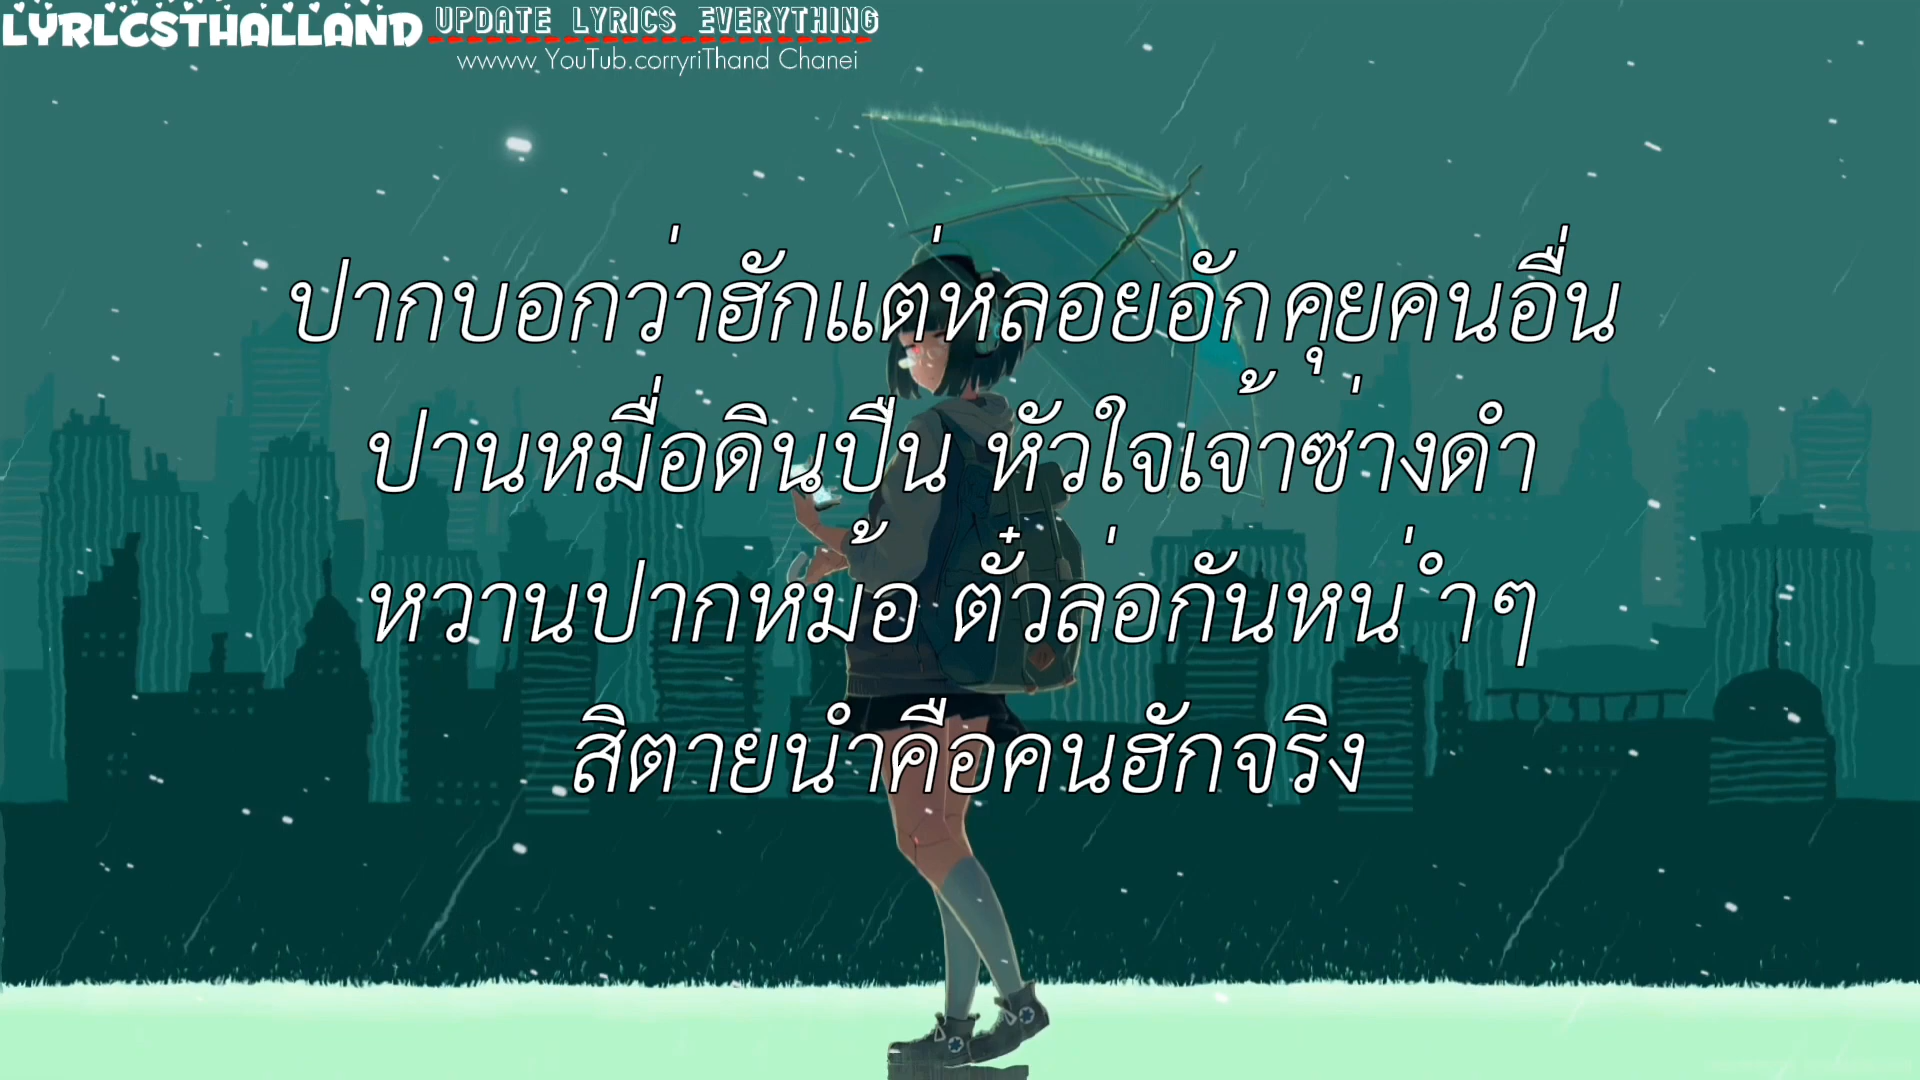 LYRLCSTHALLAND UPDATE LYRICS EVERYTHING
wwww.YouTub.corryriThand Chanei
ปากบอกว่าฮักแต่หลอยอักคุยคนอื่น
ปานหมื่อดินปืน หัวใจเจ้าซ่างดำ
หวานปากหม้อ ตั๋วล่อกันหน่ ำๆ
สิตายนำคือคนฮักจริง